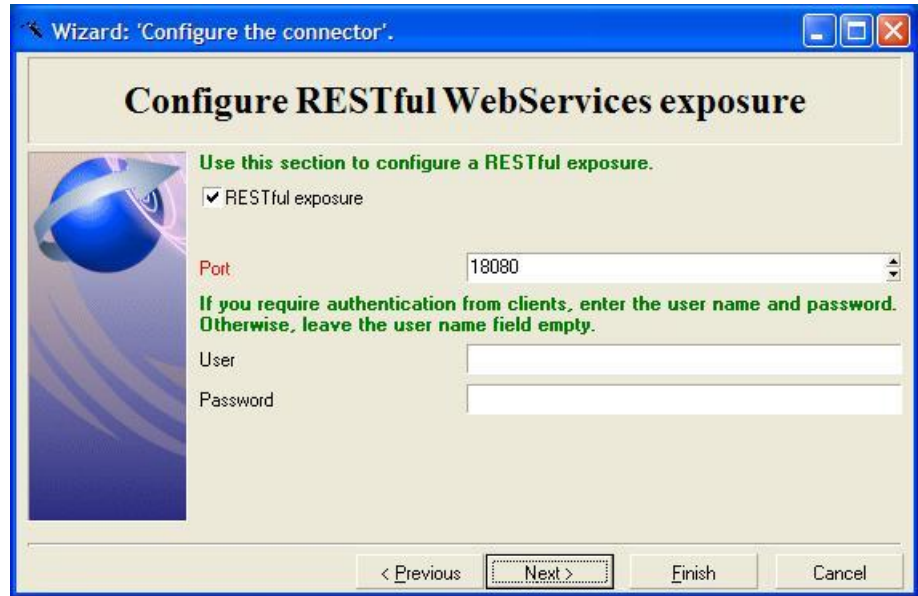 Wizard: 'Configure the connector'.
Configure RESTful WebServices exposure
Use this section to configure a RESTful exposure.
RESTful exposure
Port 18080
If you require authentication from clients, enter the user name and password.
Otherwise, leave the user name field empty.
User
Password
< Previous Next > Finish Cancel